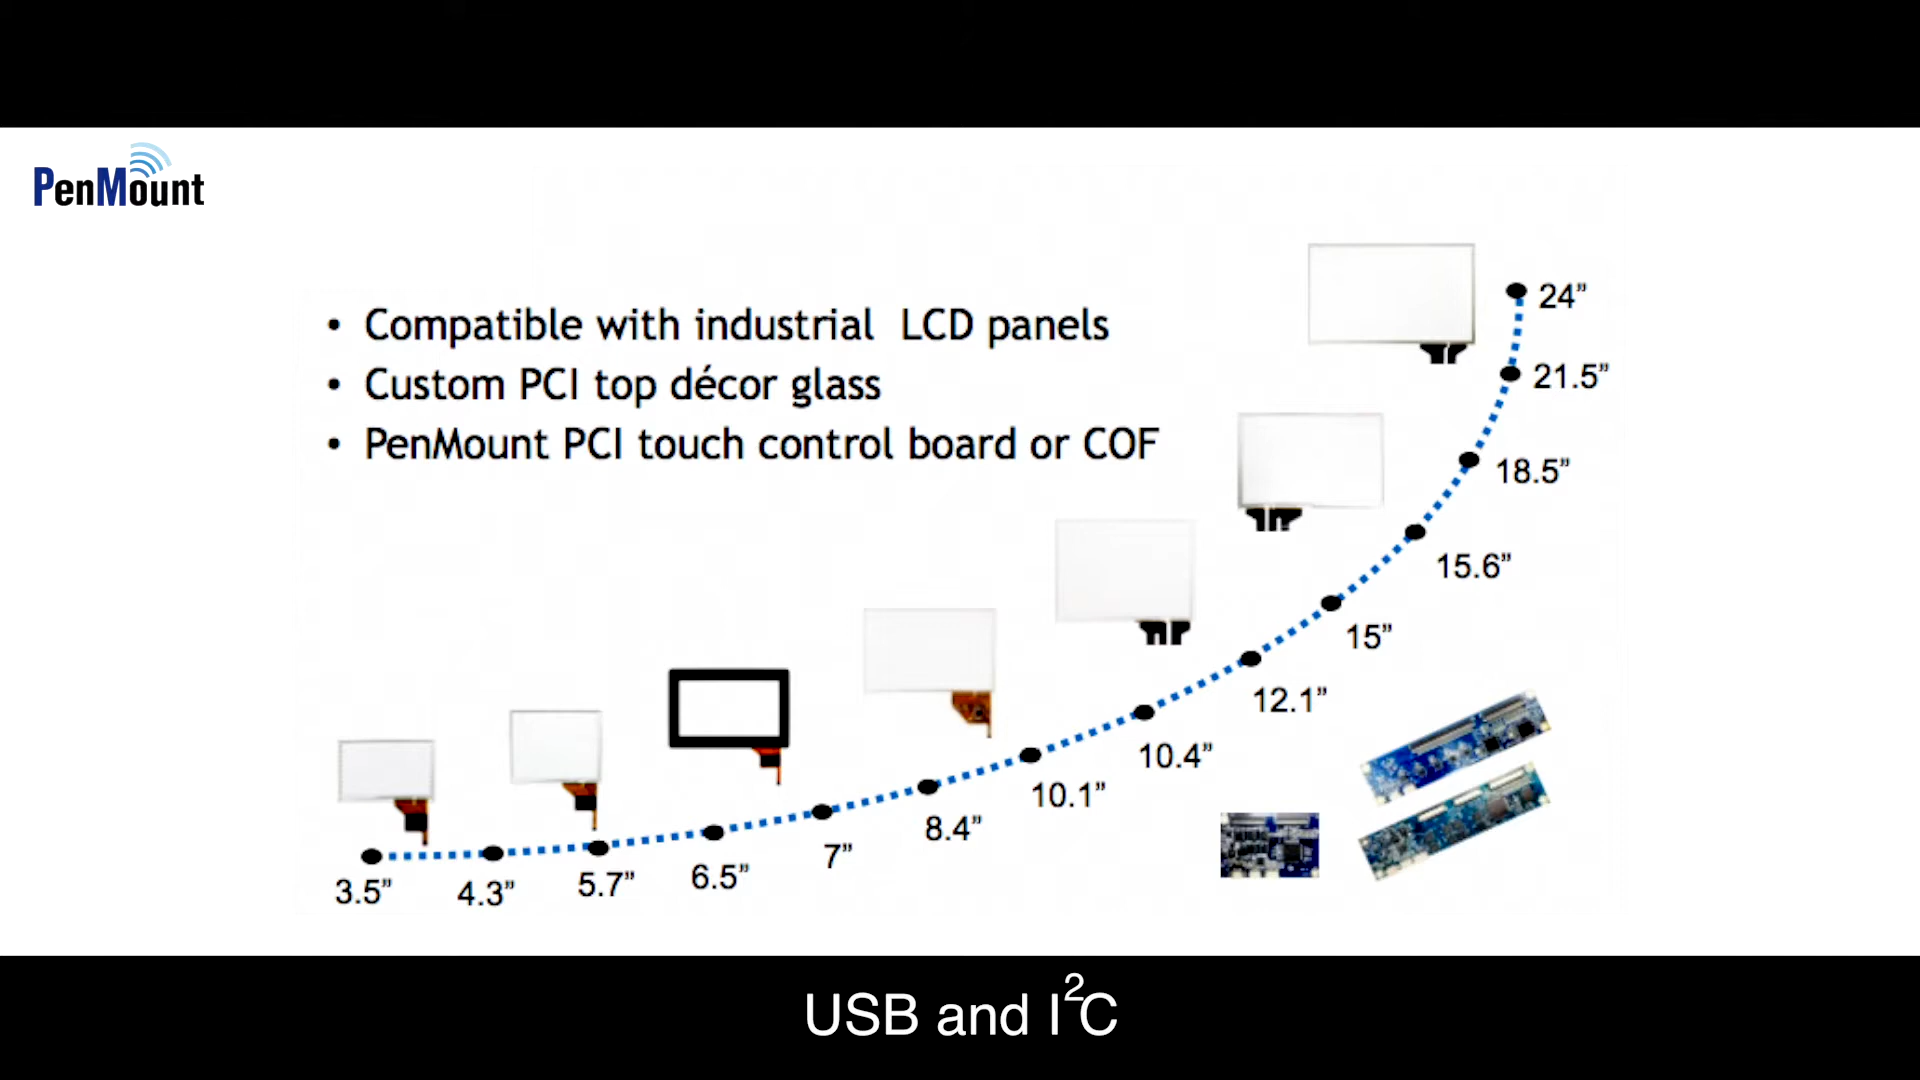 PenMount
• Compatible with industrial LCD panels
• Custom PCI top décor glass
• PenMount PCI touch control board or COF
24”
21.5”
18.5”
15.6”
15”
12.1”
10.4”
10.1”
8.4”
7”
6.5”
5.7”
4.3”
3.5”
USB and I²C